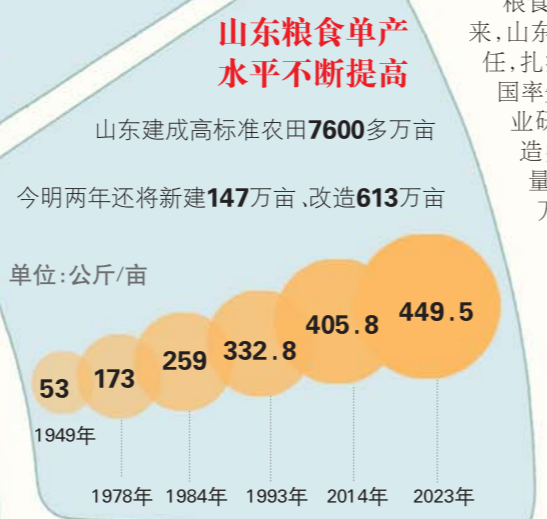 山东粮食单产
水平不断提高
山东建成高标准农田7600多万亩
今明两年还将新建147万亩、改造613万亩
单位:公斤/亩
53 173 259 332.8 405.8 449.5
1949年
1978年 1984年 1993年 2014年 2023年
粮食
来,山东
任,扎
国率
业研
造
量
万